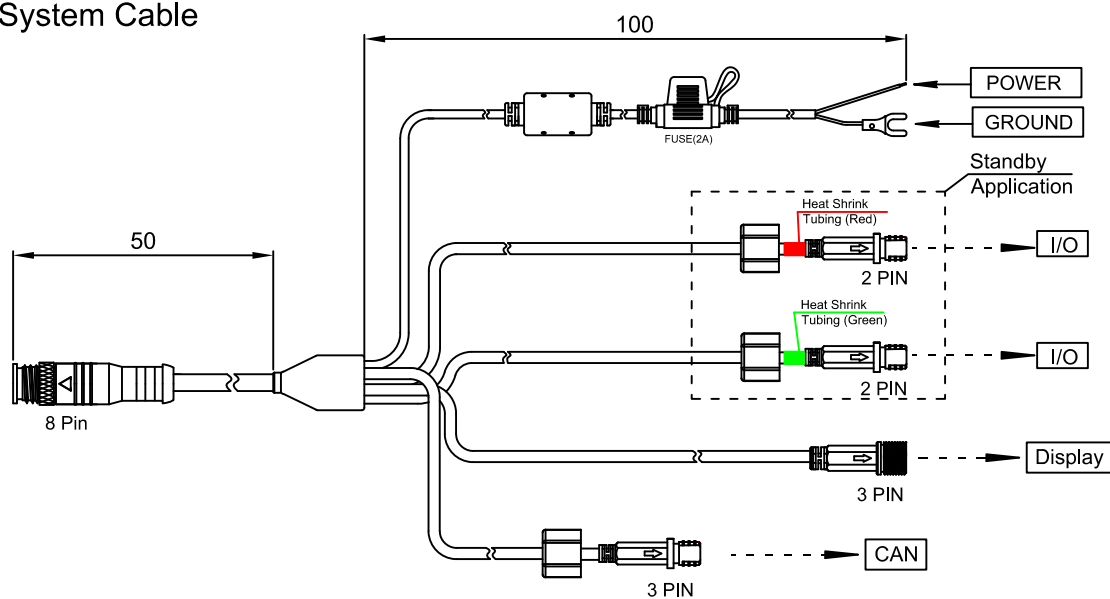 System Cable
100
POWER
GROUND
FUSE(2A)
Standby
Application
Heat Shrink
Tubing (Red)
I/O
2 PIN
50
Heat Shrink
Tubing (Green)
I/O
2 PIN
8 Pin
Display
3 PIN
CAN
3 PIN